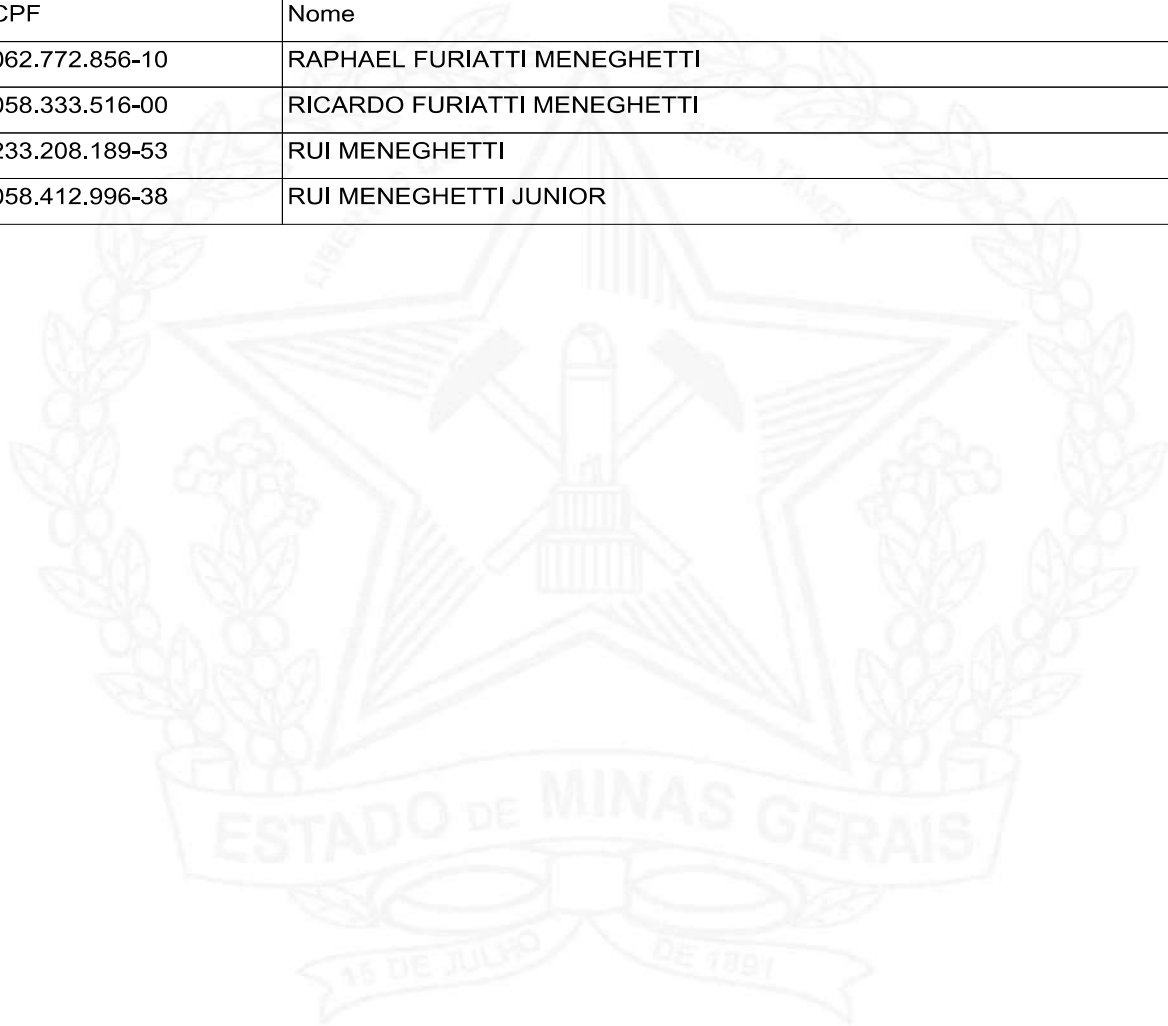 CPF Nome
062.772.856-10 RAPHAEL FURIATTI MENEGHETTI
058.333.516-00 RICARDO FURIATTI MENEGHETTI
233.208.189-53 RUI MENEGHETTI
058.412.996-38 RUI MENEGHETTI JUNIOR
SERA TAMEN
ESTADO DE MINAS GERAIS
15 DE JULHO DE 1891